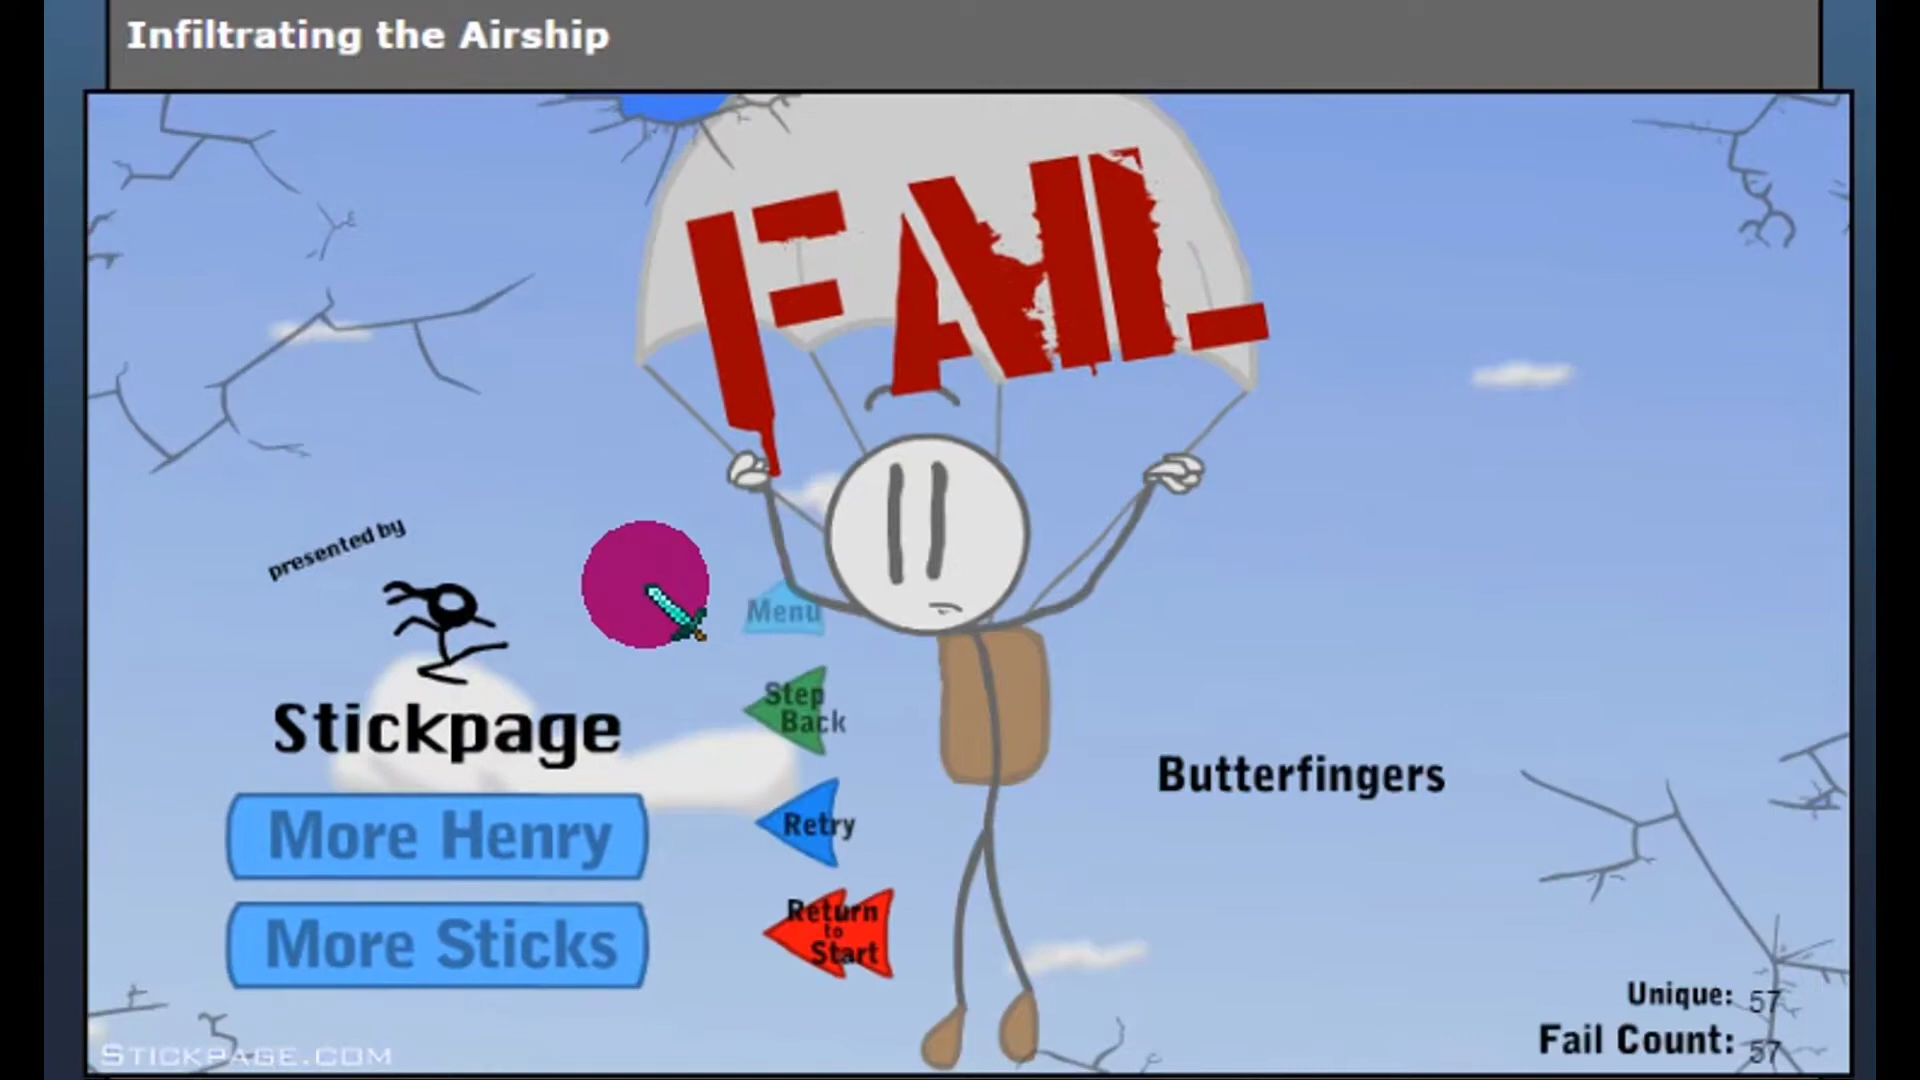 Infiltrating the Airship
FAIL
presented by
Stickpage
Menu
Step
Back
Retry
Return
to
Start
Butterfingers
More Henry
More Sticks
Unique: 57
Fail Count: 57
STICKPAGE.COM